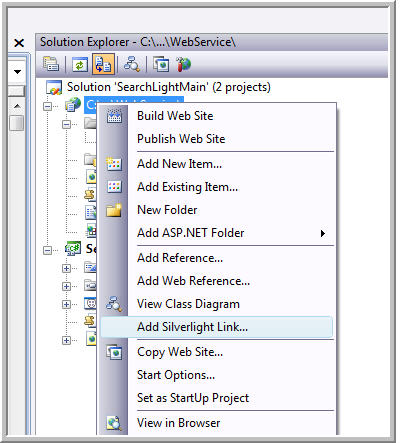 Solution Explorer - C:\...\WebService\
Solution 'SearchLightMain' (2 projects)
Build Web Site
Publish Web Site
Add New Item...
Add Existing Item...
New Folder
Add ASP.NET Folder
Add Reference...
Add Web Reference...
View Class Diagram
Add Silverlight Link...
Copy Web Site...
Start Options...
Set as StartUp Project
View in Browser